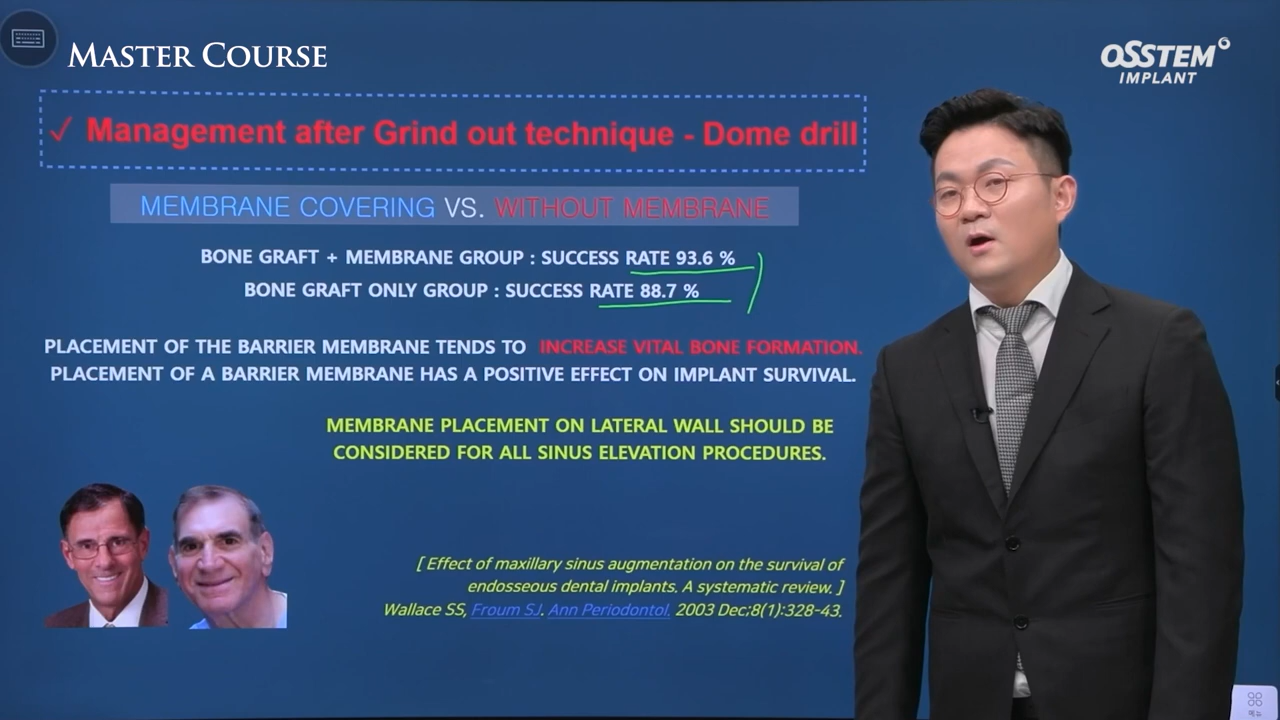 MASTER COURSE
OSSTEM
IMPLANT
✓ Management after Grind out technique - Dome drill
MEMBRANE COVERING VS. WITHOUT MEMBRANE
BONE GRAFT + MEMBRANE GROUP : SUCCESS RATE 93.6 %
BONE GRAFT ONLY GROUP : SUCCESS RATE 88.7 %
PLACEMENT OF THE BARRIER MEMBRANE TENDS TO INCREASE VITAL BONE FORMATION.
PLACEMENT OF A BARRIER MEMBRANE HAS A POSITIVE EFFECT ON IMPLANT SURVIVAL.
MEMBRANE PLACEMENT ON LATERAL WALL SHOULD BE
CONSIDERED FOR ALL SINUS ELEVATION PROCEDURES.
[ Effect of maxillary sinus augmentation on the survival of
endosseous dental implants. A systematic review. ]
Wallace SS, Froum SJ. Ann Periodontol. 2003 Dec;8(1):328-43.